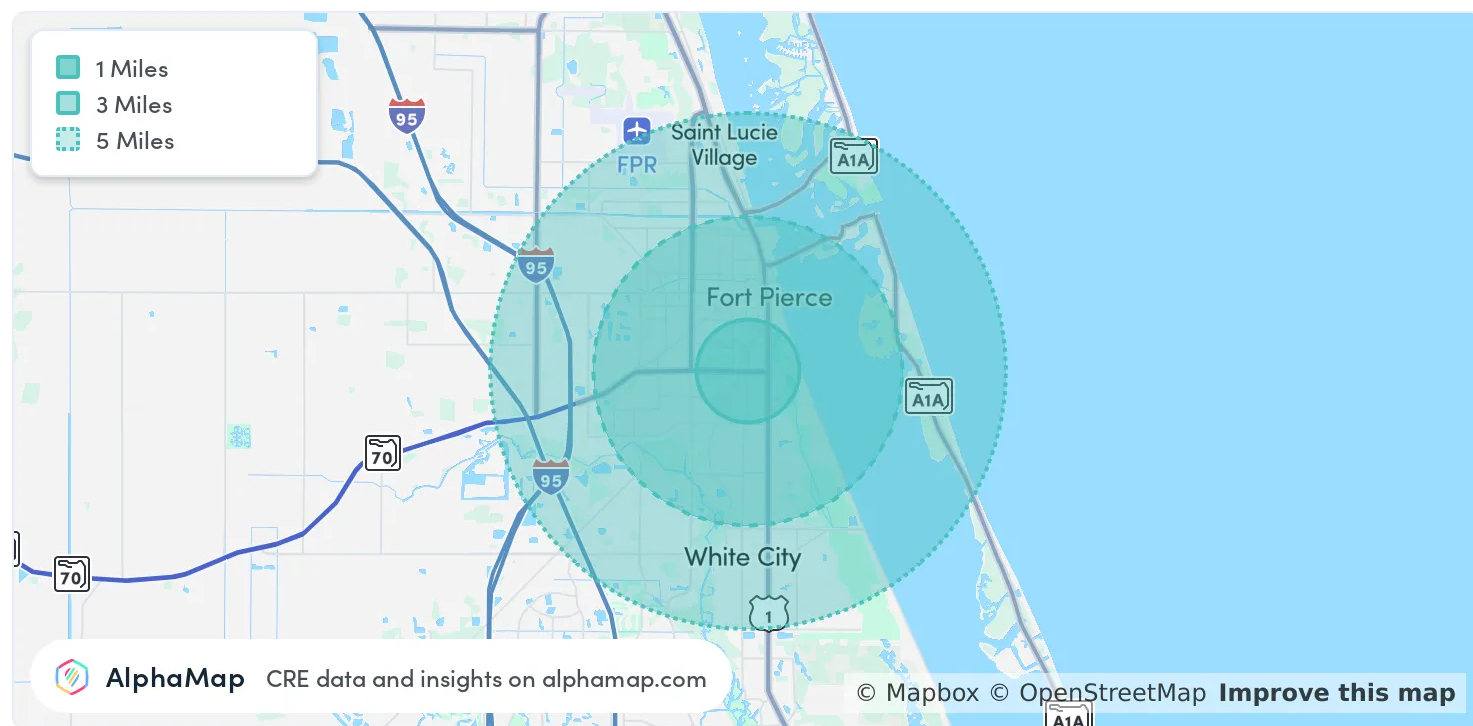 1 Miles
3 Miles
5 Miles
95
Saint Lucie
Village
FPR
A1A
95
Fort Pierce
A1A
70
95
White City
70
1
AlphaMap
CRE data and insights on alphamap.com
© Mapbox © OpenStreetMap Improve this map
A1A